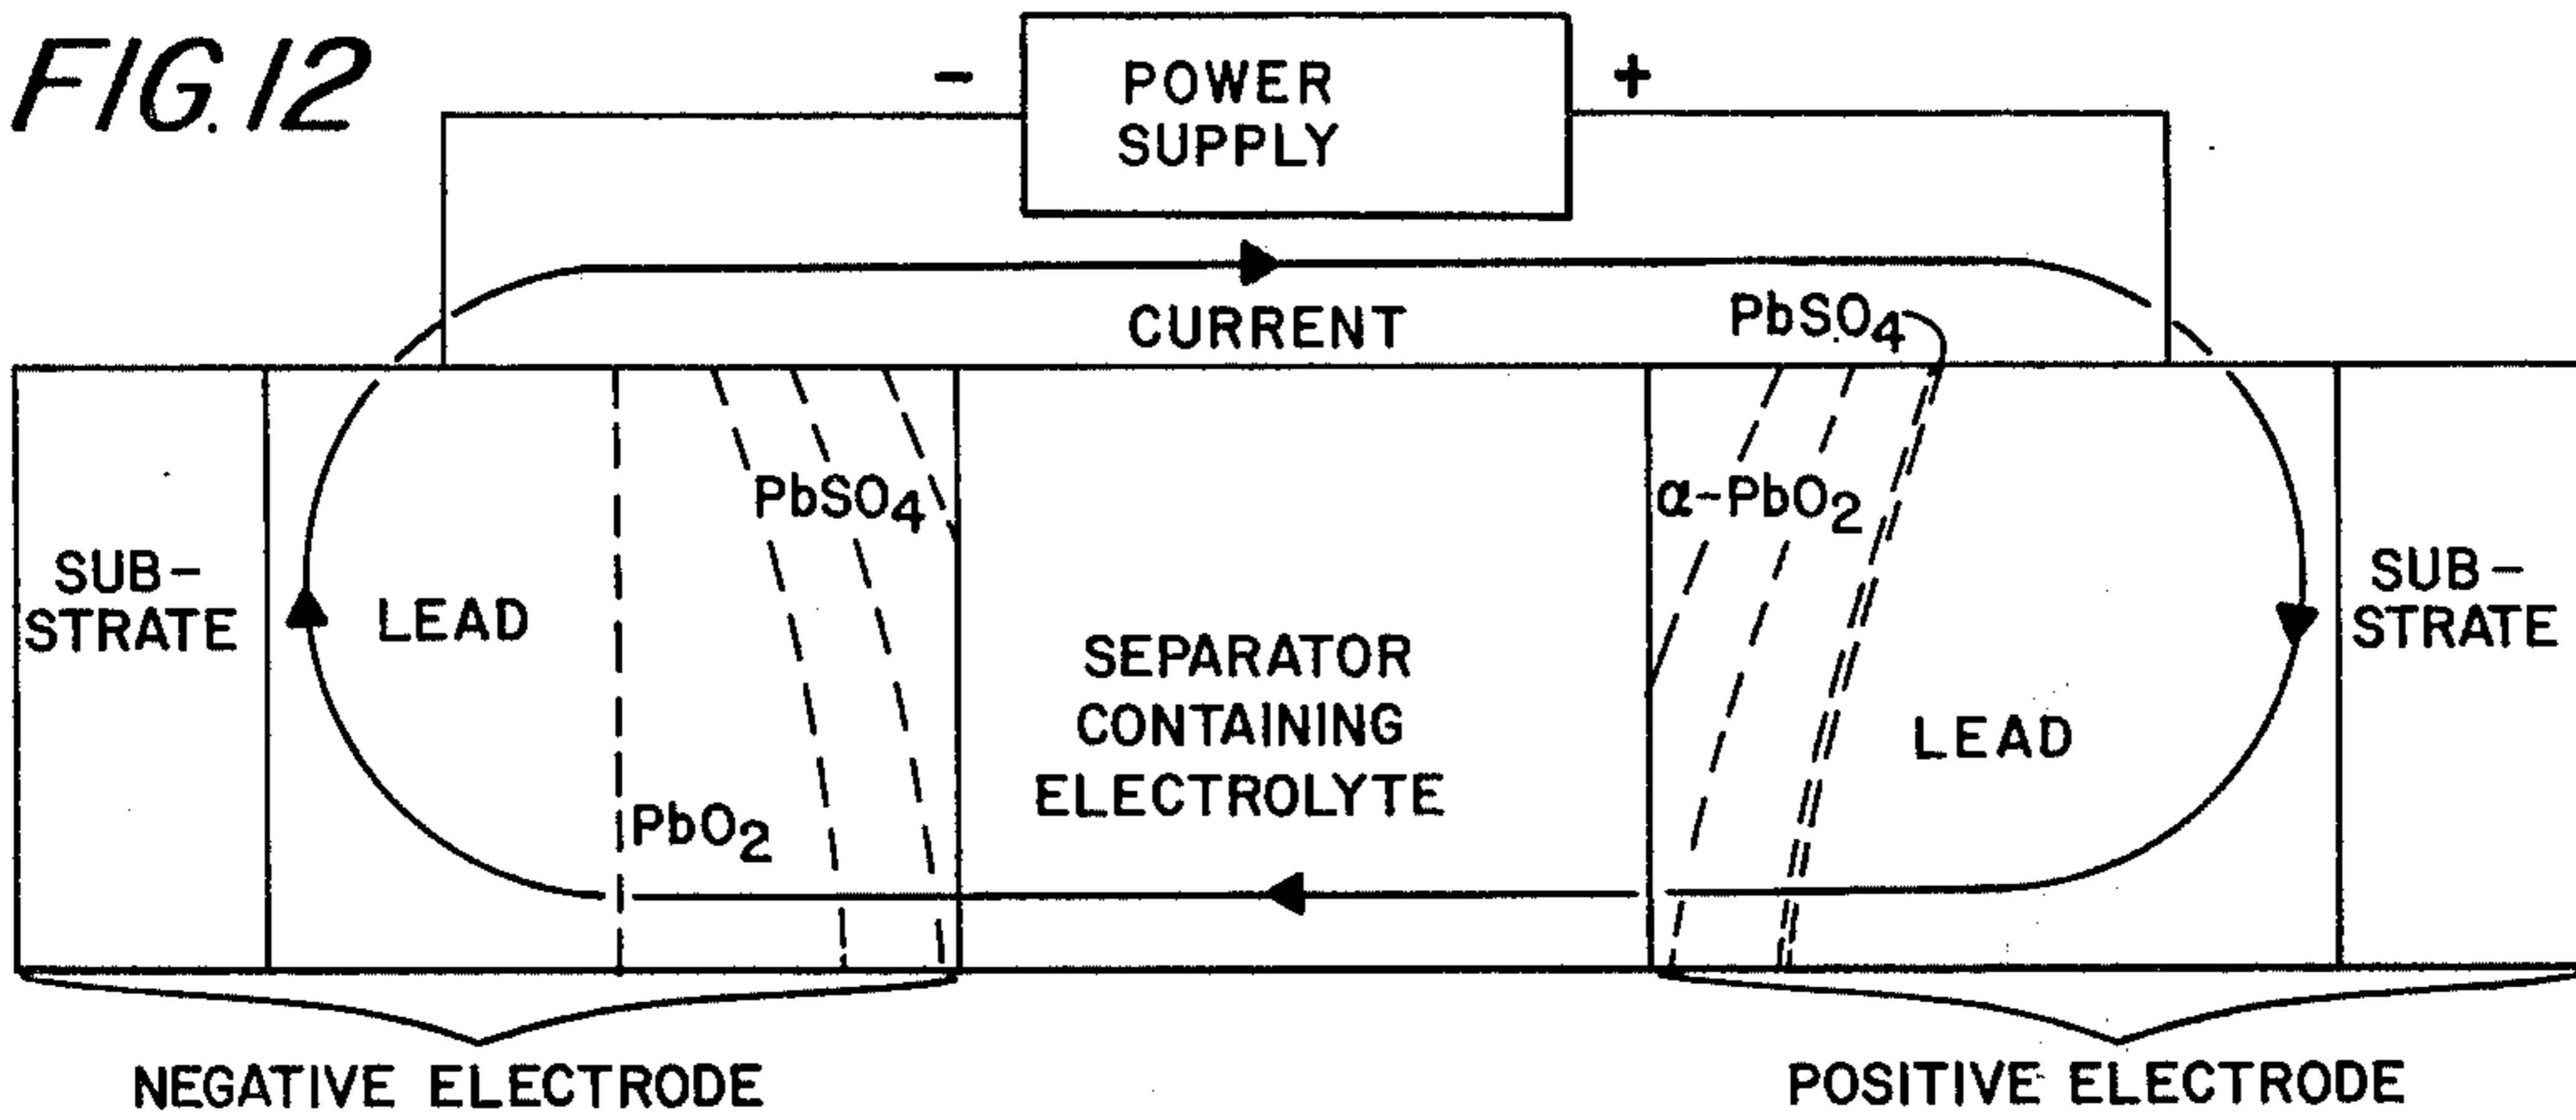 FIG. 12
-
POWER
SUPPLY
+
CURRENT
PbSO4
PbSO4
α-PbO2
SUB-
STRATE
LEAD
PbO2
SEPARATOR
CONTAINING
ELECTROLYTE
LEAD
SUB-
STRATE
NEGATIVE ELECTRODE
POSITIVE ELECTRODE